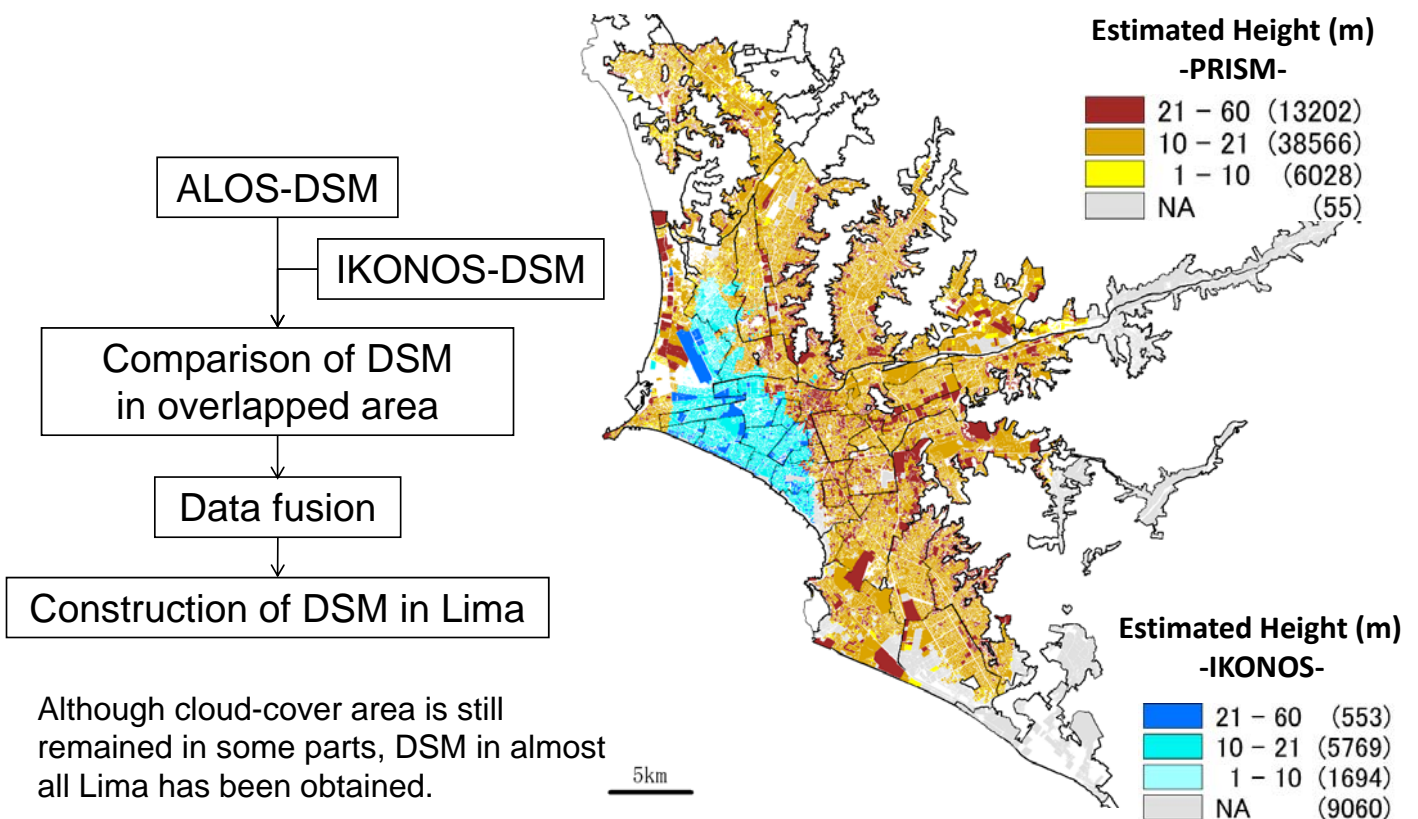 ALOS-DSM
IKONOS-DSM
Comparison of DSM
in overlapped area
Data fusion
Construction of DSM in Lima
Although cloud-cover area is still
remained in some parts, DSM in almost
all Lima has been obtained.
5km
Estimated Height (m)
-PRISM-
21 – 60 (13202)
10 – 21 (38566)
1 – 10 (6028)
NA (55)
Estimated Height (m)
-IKONOS-
21 – 60 (553)
10 – 21 (5769)
1 – 10 (1694)
NA (9060)